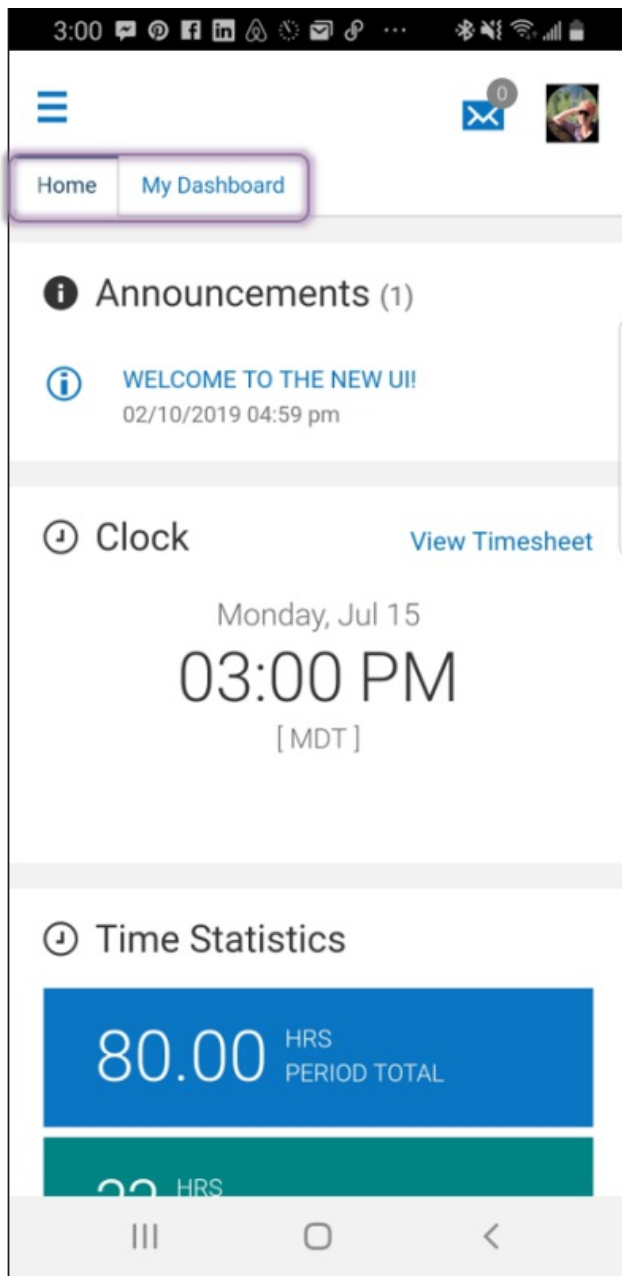 3:00
0
Home My Dashboard
Announcements (1)
WELCOME TO THE NEW UI!
02/10/2019 04:59 pm
Clock View Timesheet
Monday, Jul 15
03:00 PM
[ MDT ]
Time Statistics
80.00 HRS
PERIOD TOTAL
HRS